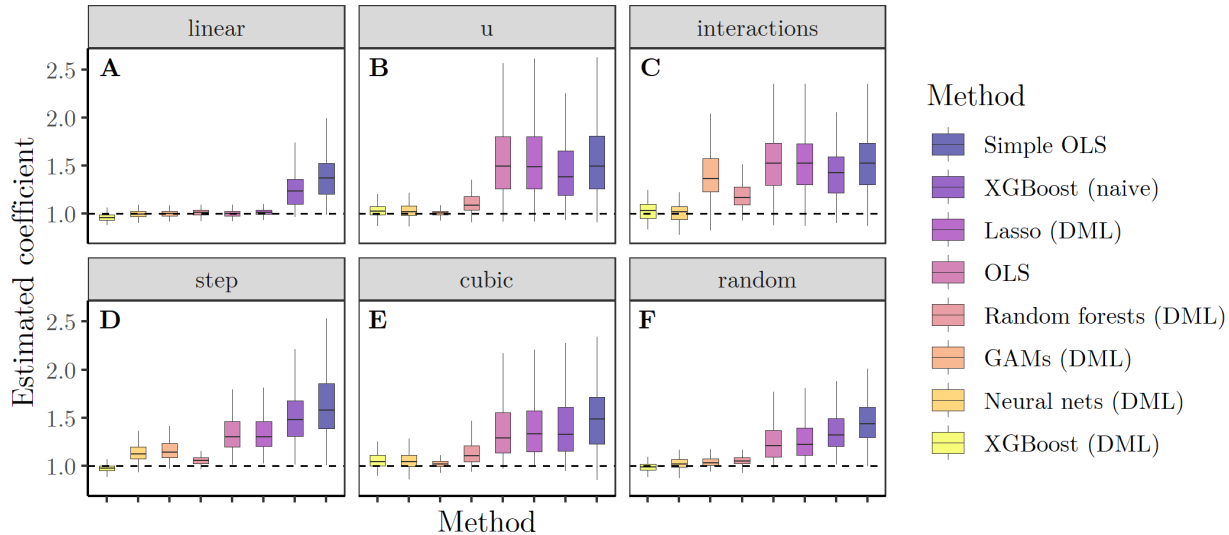 linear
u
interactions
A
B
C
2.5
2.0
1.5
1.0
step
cubic
random
D
E
F
2.5
2.0
1.5
1.0
Estimated coefficient
Method
Method
Simple OLS
XGBoost (naive)
Lasso (DML)
OLS
Random forests (DML)
GAMs (DML)
Neural nets (DML)
XGBoost (DML)